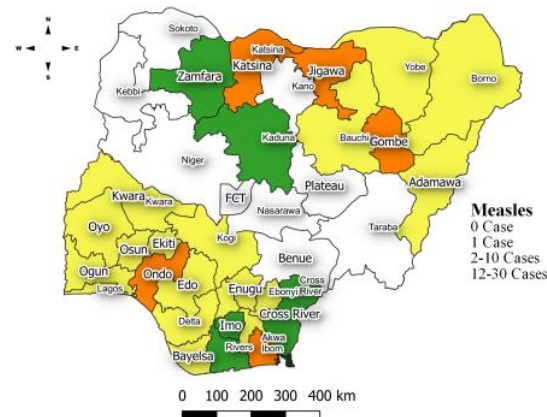 N
W E
S
Sokoto
Katsina
Katsina
Zamfara
Jigawa
Kano
Yobe
Borno
Kebbi
Kaduna
Bauchi
Gombe
Niger
Adamawa
Plateau
FCT
Kwara
Kwara
Nasarawa
Taraba
Oyo
Kogi
Osun
Ekiti
Benue
Ogun
Ondo
Lagos
Edo
Enugu
Ebonyi
Cross
River
Cross River
Delta
Imo
Akwa
Ibom
Rivers
Bayelsa
Measles
0 Case
1 Case
2-10 Cases
12-30 Cases
0 100 200 300 400 km